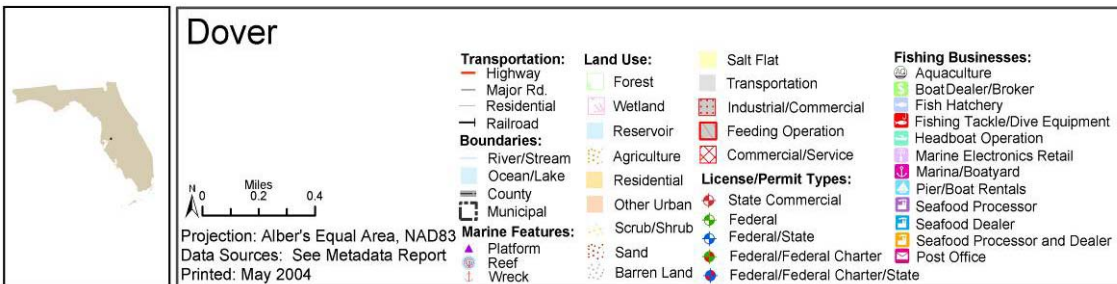 Dover
N
Miles
0 0.2 0.4
Projection: Alber's Equal Area, NAD83
Data Sources: See Metadata Report
Printed: May 2004
Transportation:
Highway
Major Rd.
Residential
Railroad
Boundaries:
River/Stream
Ocean/Lake
County
Municipal
Marine Features:
Platform
Reef
Wreck
Land Use:
Forest
Wetland
Reservoir
Agriculture
Residential
Other Urban
Scrub/Shrub
Sand
Barren Land
Salt Flat
Transportation
Industrial/Commercial
Feeding Operation
Commercial/Service
License/Permit Types:
State Commercial
Federal
Federal/State
Federal/Federal Charter
Federal/Federal Charter/State
Fishing Businesses:
AQ Aquaculture
$ Boat Dealer/Broker
Fish Hatchery
Fishing Tackle/Dive Equipment
Headboat Operation
Marine Electronics Retail
Marina/Boatyard
Pier/Boat Rentals
Seafood Processor
Seafood Dealer
Seafood Processor and Dealer
Post Office